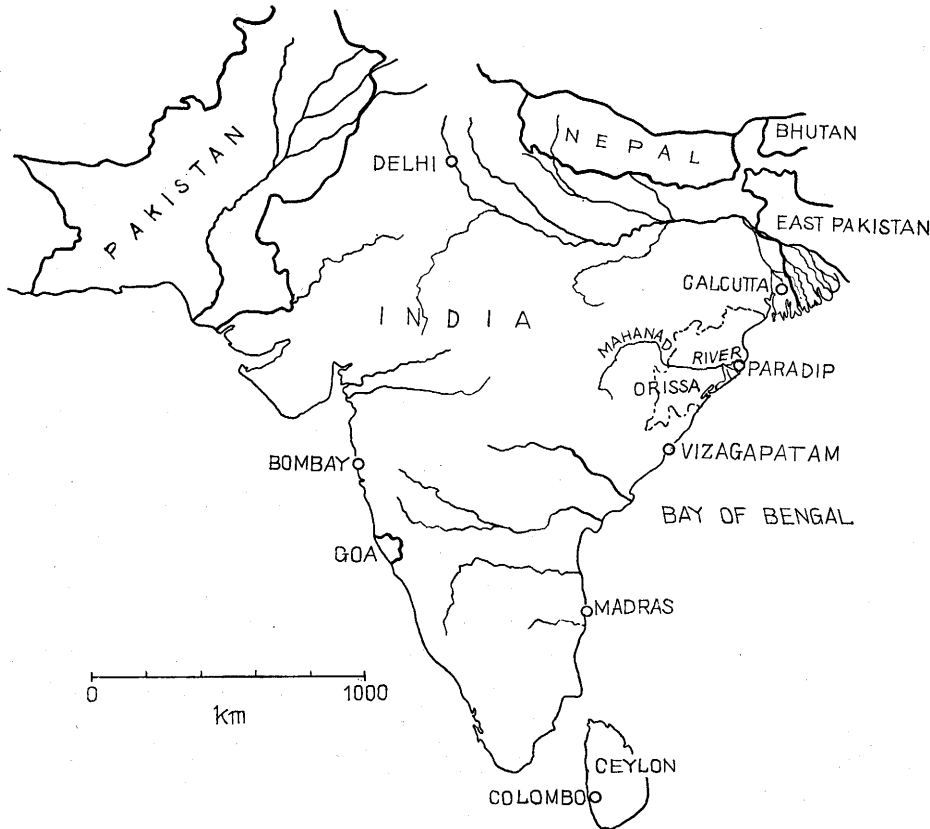 PAKISTAN
NEPAL
BHUTAN
DELHI
EAST PAKISTAN
CALCUTTA
INDIA
MAHANADI
RIVER
PARADIP
ORISSA
VIZAGAPATAM
BOMBAY
BAY OF BENGAL
GOA
MADRAS
0 1000
km
CEYLON
COLOMBO